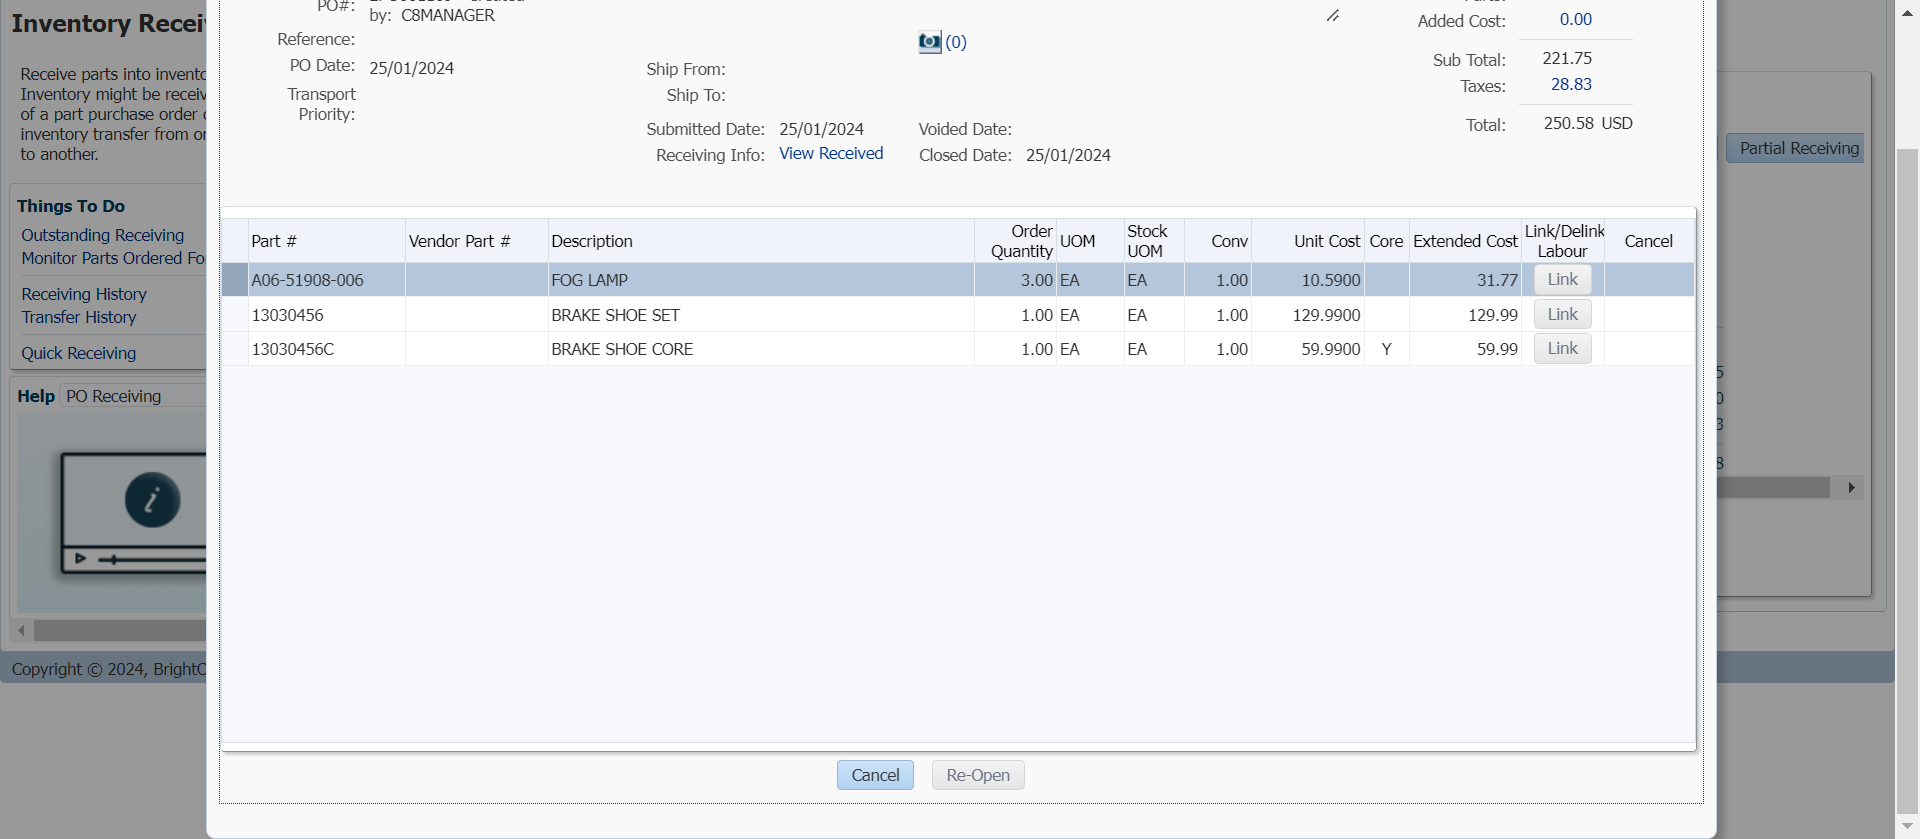 Inventory Recei
Receive parts into invento
Inventory might be receiv
of a part purchase order
inventory transfer from or
to another.
Things To Do
Outstanding Receiving
Monitor Parts Ordered Fo
Receiving History
Transfer History
Quick Receiving
Help PO Receiving
Copyright © 2024, BrightO
PO#:
by: C8MANAGER
Reference:
PO Date: 25/01/2024
Transport
Priority:
(0)
Ship From:
Ship To:
Submitted Date: 25/01/2024 Voided Date:
Receiving Info: View Received Closed Date: 25/01/2024
Added Cost: 0.00
Sub Total: 221.75
Taxes: 28.83
Total: 250.58 USD
Partial Receiving
Part # Vendor Part # Description Order Quantity UOM Stock UOM Conv Unit Cost Core Extended Cost Link/Delink Labour Cancel
A06-51908-006 FOG LAMP 3.00 EA EA 1.00 10.5900 31.77 Link
13030456 BRAKE SHOE SET 1.00 EA EA 1.00 129.9900 129.99 Link
13030456C BRAKE SHOE CORE 1.00 EA EA 1.00 59.9900 Y 59.99 Link
5
0
3
8
Cancel Re-Open